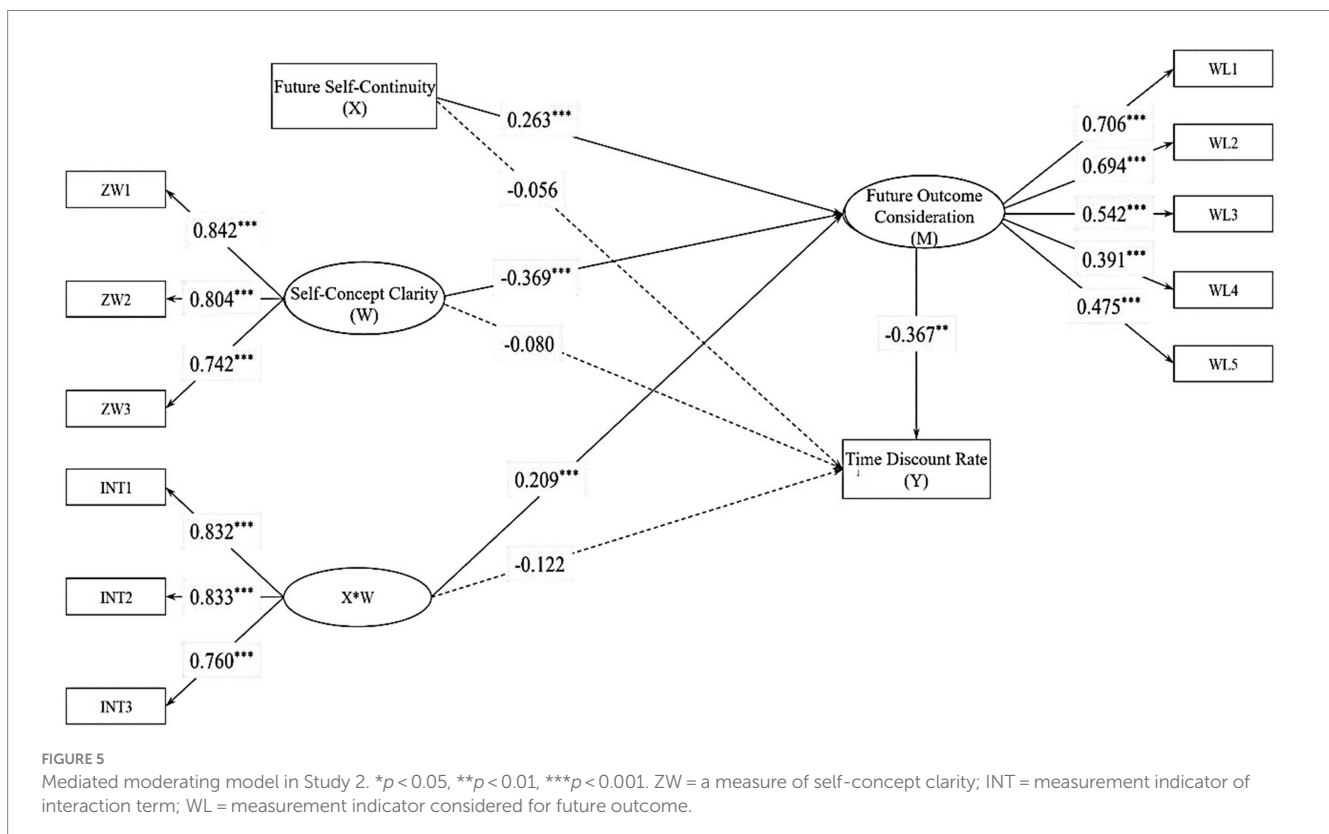 Future Self-Continuity
(X)
0.263***
-0.056
ZW1
0.842***
ZW2
0.804***
ZW3
0.742***
Self-Concept Clarity
(W)
-0.369***
-0.080
INT1
0.832***
INT2
0.833***
INT3
0.760***
X*W
0.209***
-0.122
Future Outcome
Consideration
(M)
-0.367**
Time Discount Rate
(Y)
WL1
0.706***
WL2
0.694***
WL3
0.542***
WL4
0.391***
WL5
0.475***
FIGURE 5
Mediated moderating model in Study 2. *p < 0.05, **p < 0.01, ***p < 0.001. ZW = a measure of self-concept clarity; INT = measurement indicator of
interaction term; WL = measurement indicator considered for future outcome.